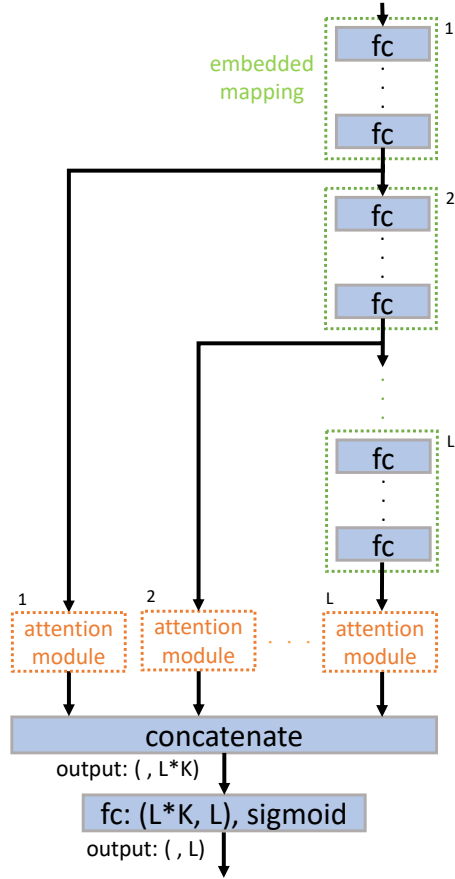 1
fc
embedded
mapping
fc
2
fc
fc
L
fc
fc
1
attention
module
2
attention
module
L
attention
module
concatenate
output: ( , L*K)
fc: (L*K, L), sigmoid
output: ( , L)